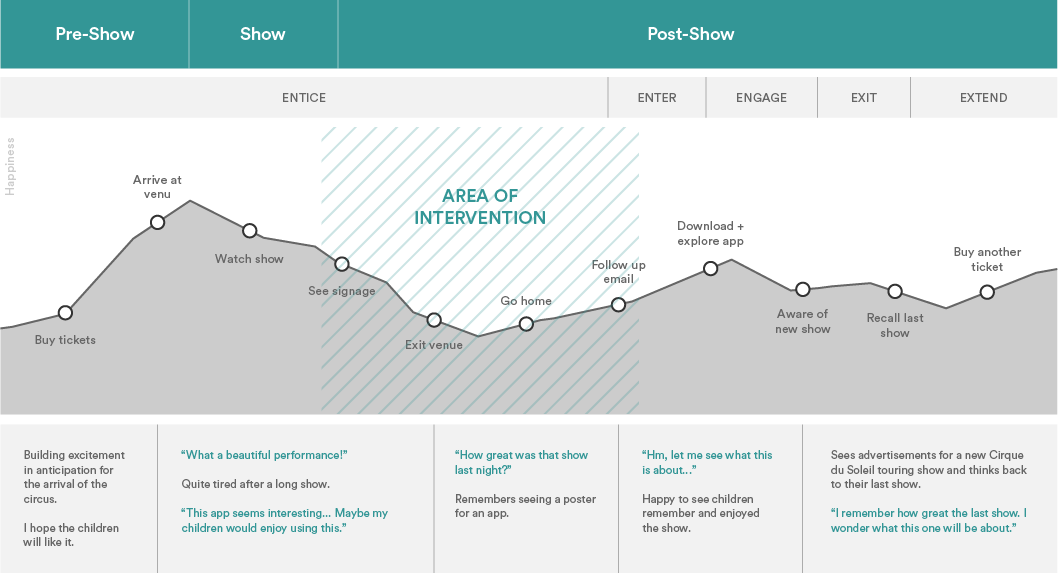 Pre-Show
Show
Post-Show
ENTICE
ENTER
ENGAGE
EXIT
EXTEND
Happiness
AREA OF
INTERVENTION
Buy tickets
Arrive at
venu
Watch show
See signage
Exit venue
Go home
Follow up
email
Download +
explore app
Aware of
new show
Recall last
show
Buy another
ticket
Building excitement
in anticipation for
the arrival of the
circus.
I hope the children
will like it.
“What a beautiful performance!”
Quite tired after a long show.
“This app seems interesting... Maybe my
children would enjoy using this.”
“How great was that show
last night?”
Remembers seeing a poster
for an app.
“Hm, let me see what this
is about...”
Happy to see children
remember and enjoyed
the show.
Sees advertisements for a new Cirque
du Soleil touring show and thinks back
to their last show.
“I remember how great the last show. I
wonder what this one will be about.”